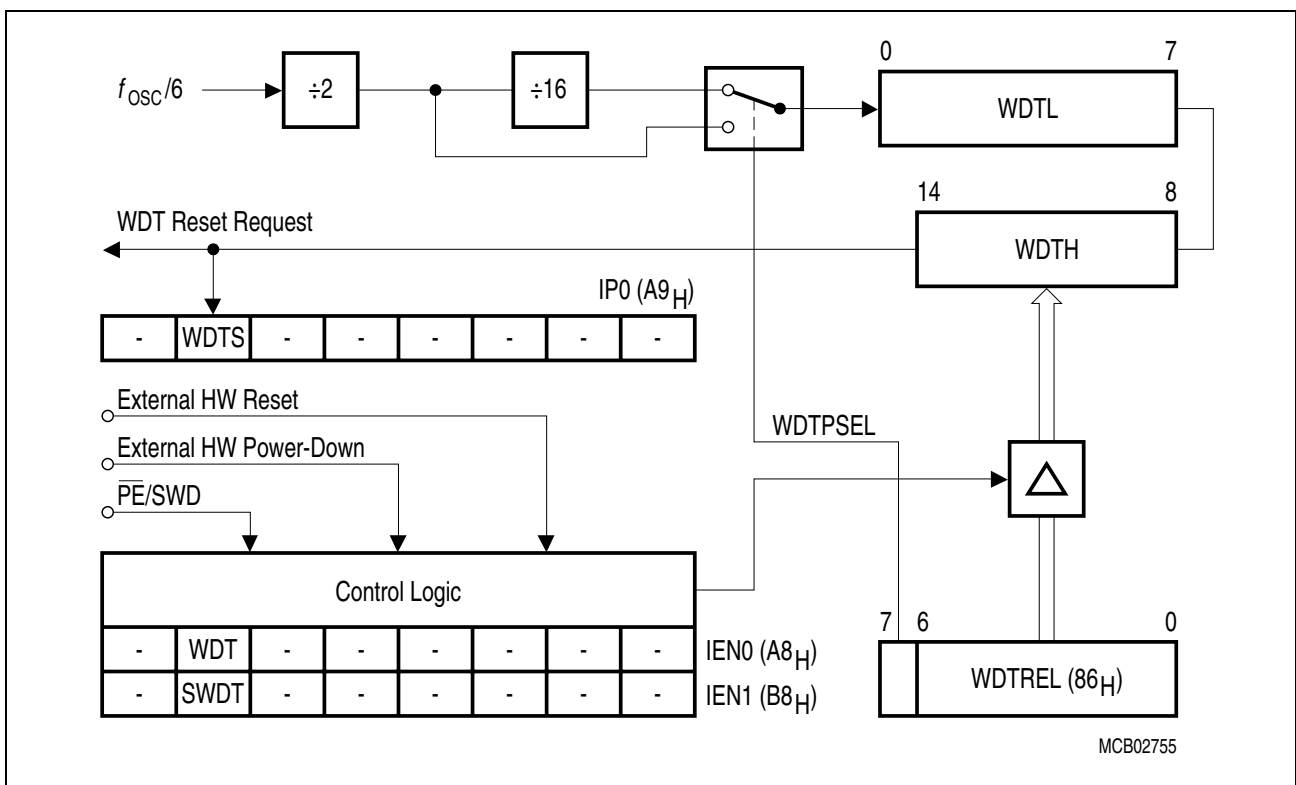 f OSC/6
÷2
÷16
0 7
WDTL
14 8
WDTH
WDT Reset Request
IP0 (A9H)
- WDTS - - - - - -
External HW Reset
External HW Power-Down
PE/SWD
WDTPSEL
Control Logic
- WDT - - - - - - IEN0 (A8H)
- SWDT - - - - - - IEN1 (B8H)
7 6 0
WDTREL (86H)
MCB02755